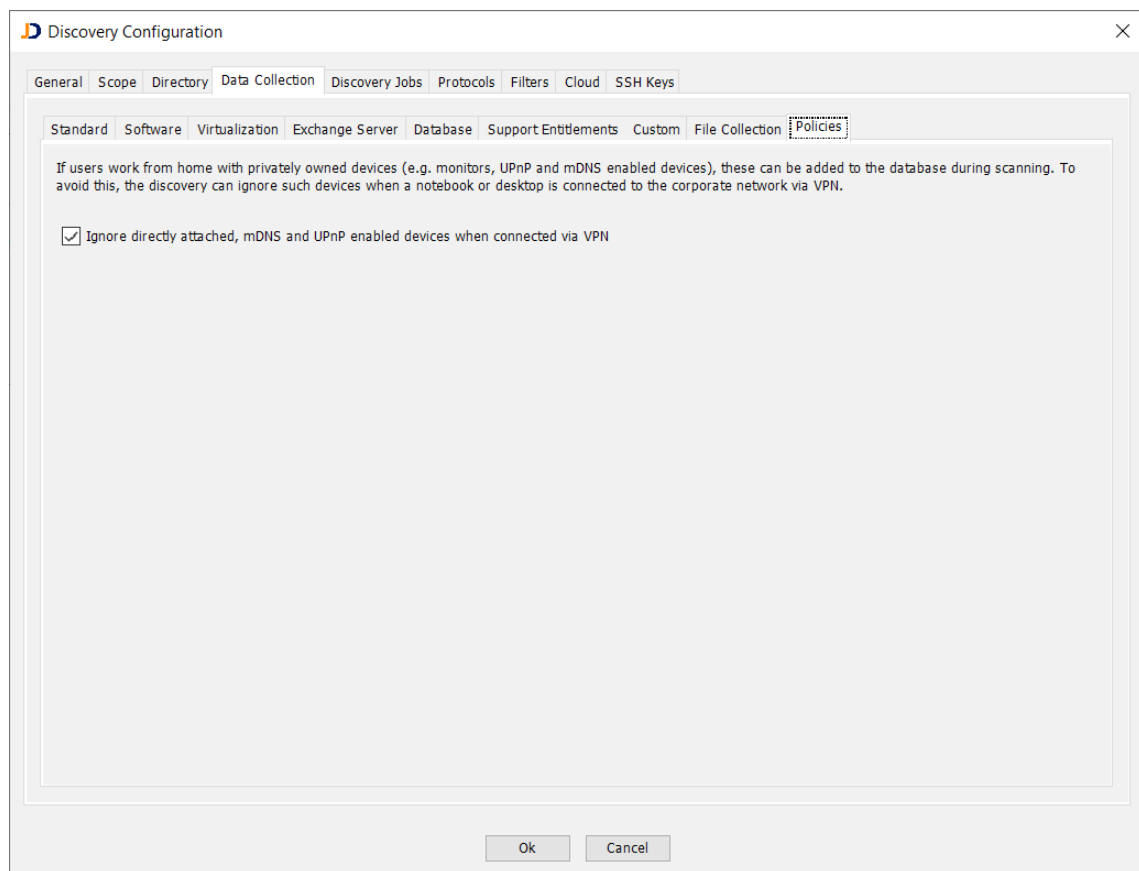 JD Discovery Configuration
General Scope Directory Data Collection Discovery Jobs Protocols Filters Cloud SSH Keys
Standard Software Virtualization Exchange Server Database Support Entitlements Custom File Collection Policies
If users work from home with privately owned devices (e.g. monitors, UPnP and mDNS enabled devices), these can be added to the database during scanning. To
avoid this, the discovery can ignore such devices when a notebook or desktop is connected to the corporate network via VPN.
Ignore directly attached, mDNS and UPnP enabled devices when connected via VPN
Ok Cancel